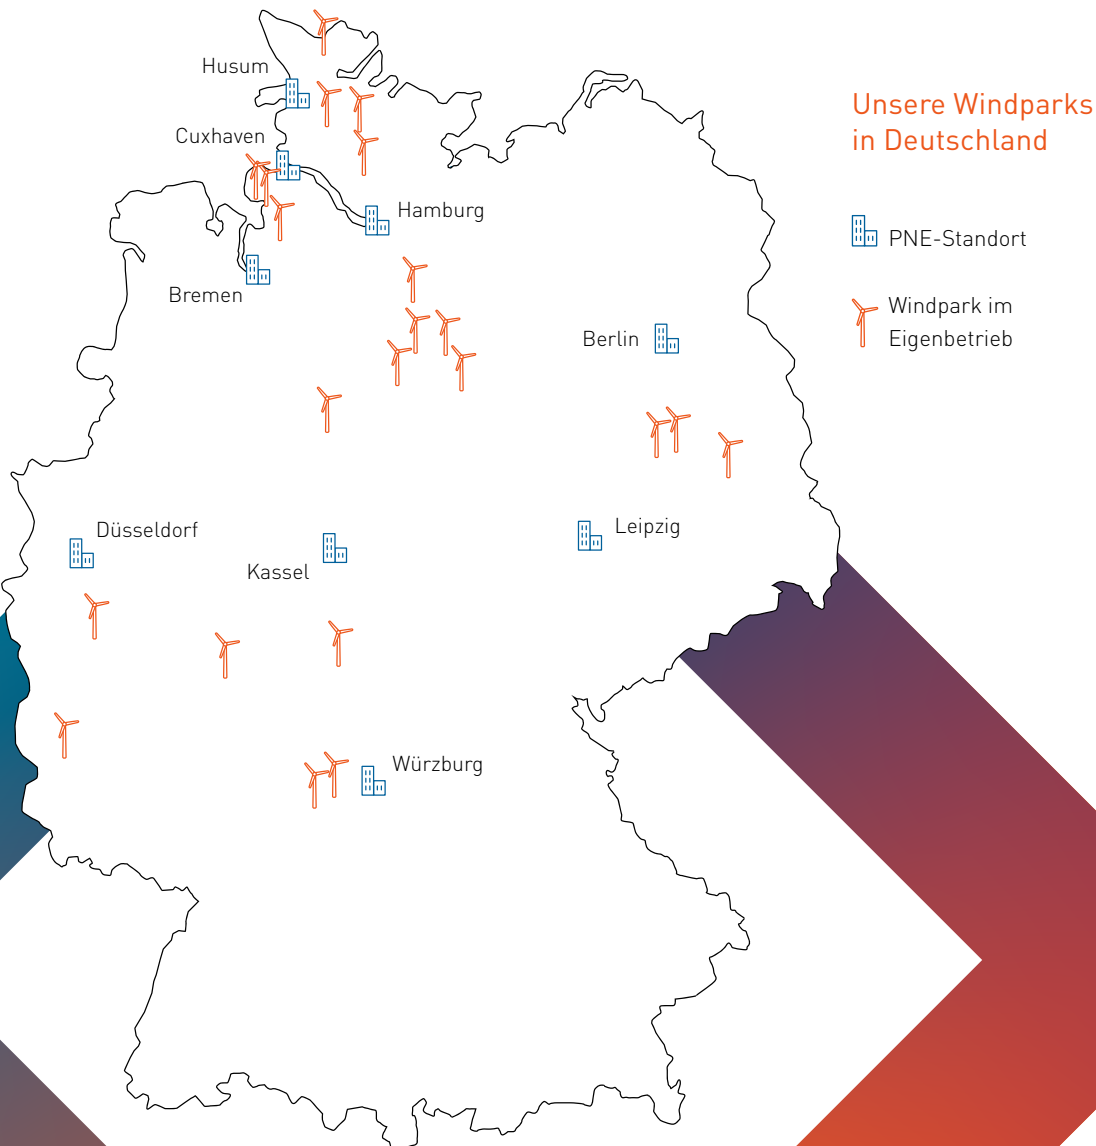 Husum
Cuxhaven
Hamburg
Bremen
Berlin
Düsseldorf
Kassel
Leipzig
Würzburg
Unsere Windparks
in Deutschland
PNE-Standort
Windpark im
Eigenbetrieb